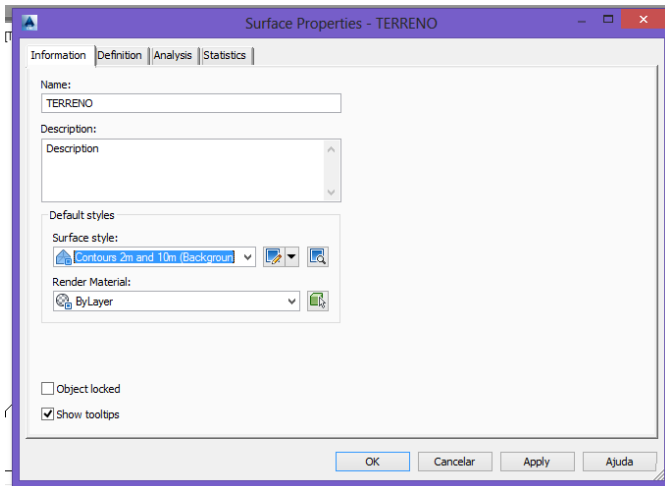 Surface Properties - TERRENO
Information Definition Analysis Statistics
Name:
TERRENO
Description:
Description
Default styles
Surface style:
Contours 2m and 10m (Backgroun
Render Material:
ByLayer
Object locked
Show tooltips
OK Cancelar Apply Ajuda